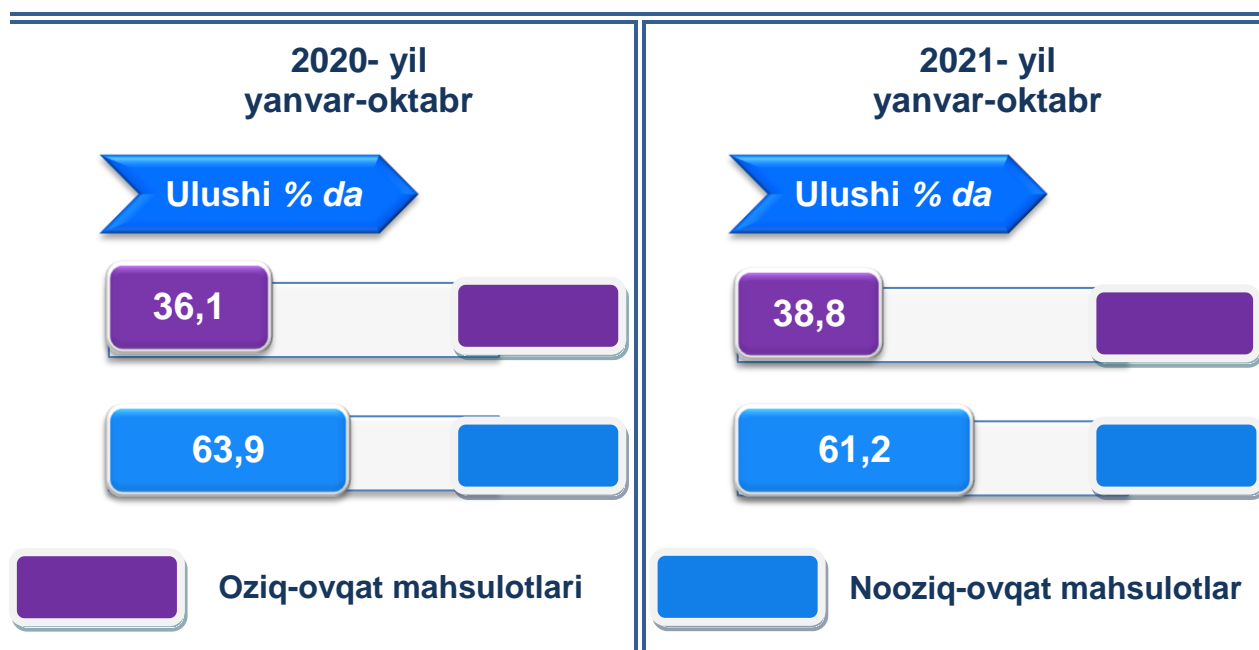 2020- yil
yanvar-oktabr
Ulushi % da
36,1
63,9
2021- yil
yanvar-oktabr
Ulushi % da
38,8
61,2
Oziq-ovqat mahsulotlari
Nooziq-ovqat mahsulotlar